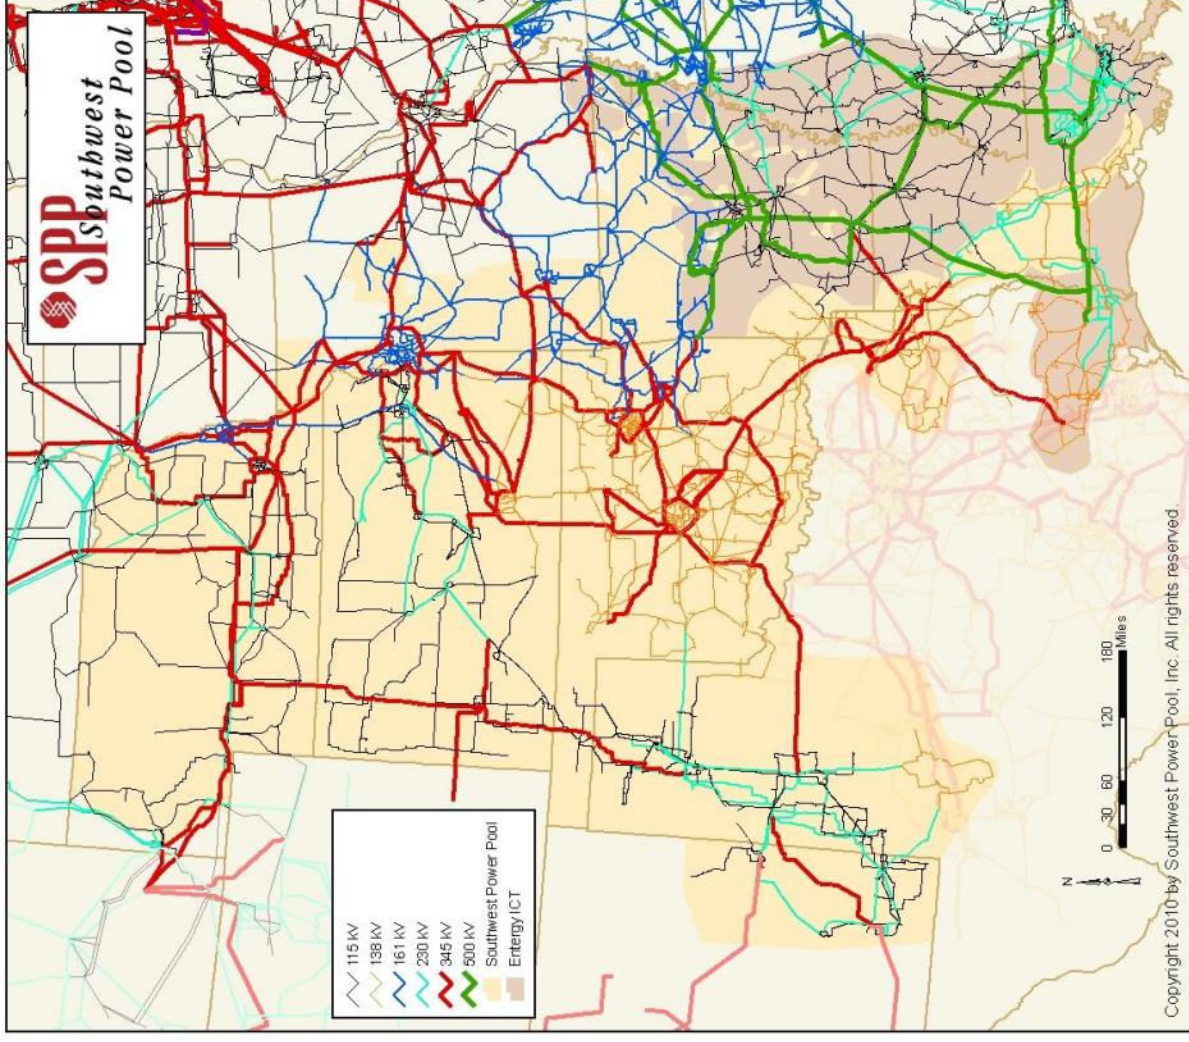 SPP
Southwest
Power Pool
115 kV
138 kV
161 kV
230 kV
345 kV
500 kV
Southwest Power Pool
Entergy ICT
N
0 30 60 120 180
Miles
Copyright 2010 by Southwest Power Pool, Inc. All rights reserved.